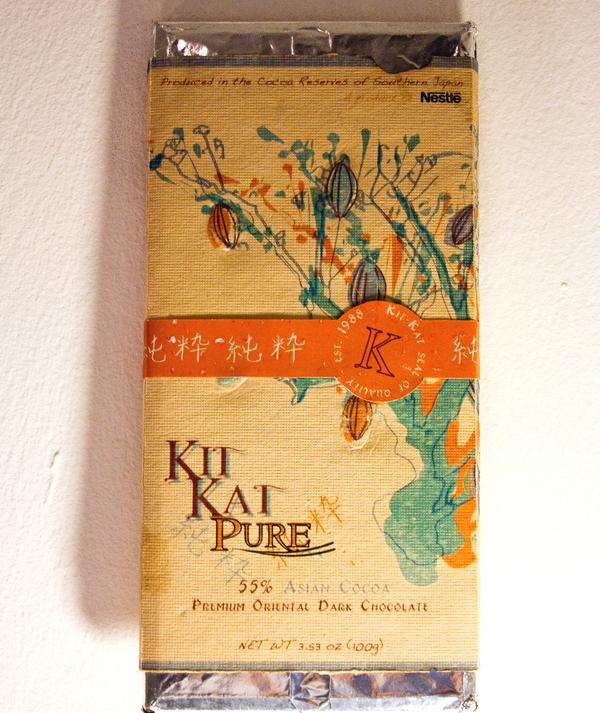 Produced in the Cocoa Reserves of Southern Japan
Nestlé
純粋 純粋 純
EST. 1988 KIT-KAT SEAL OF QUALITY
K
KIT
KAT
PURE
粋
純粋
55% ASIAN COCOA
PREMIUM ORIENTAL DARK CHOCOLATE
NET WT 3.53 OZ (100g)